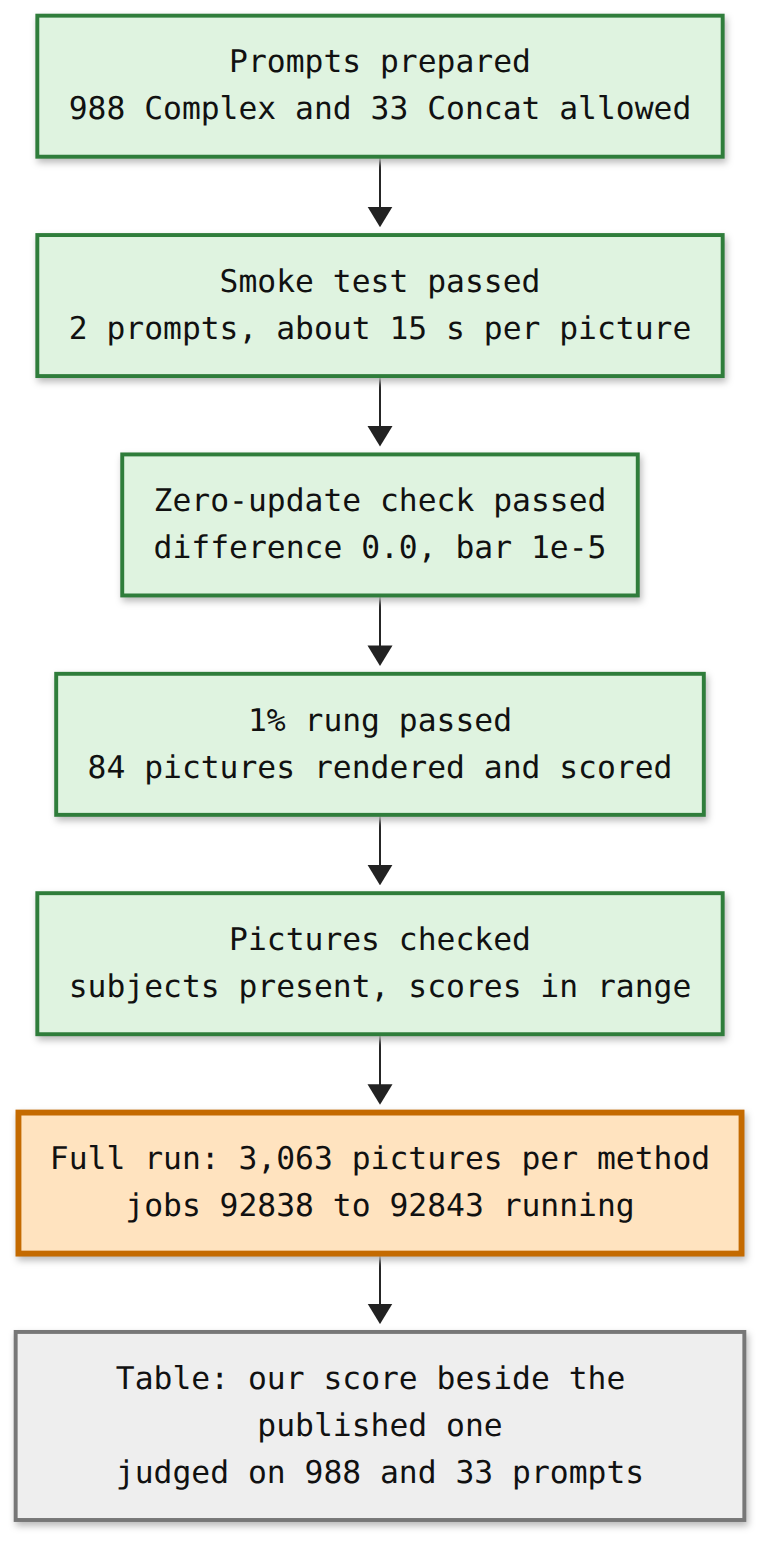 Prompts prepared
988 Complex and 33 Concat allowed
Smoke test passed
2 prompts, about 15 s per picture
Zero-update check passed
difference 0.0, bar 1e-5
1% rung passed
84 pictures rendered and scored
Pictures checked
subjects present, scores in range
Full run: 3,063 pictures per method
jobs 92838 to 92843 running
Table: our score beside the
published one
judged on 988 and 33 prompts